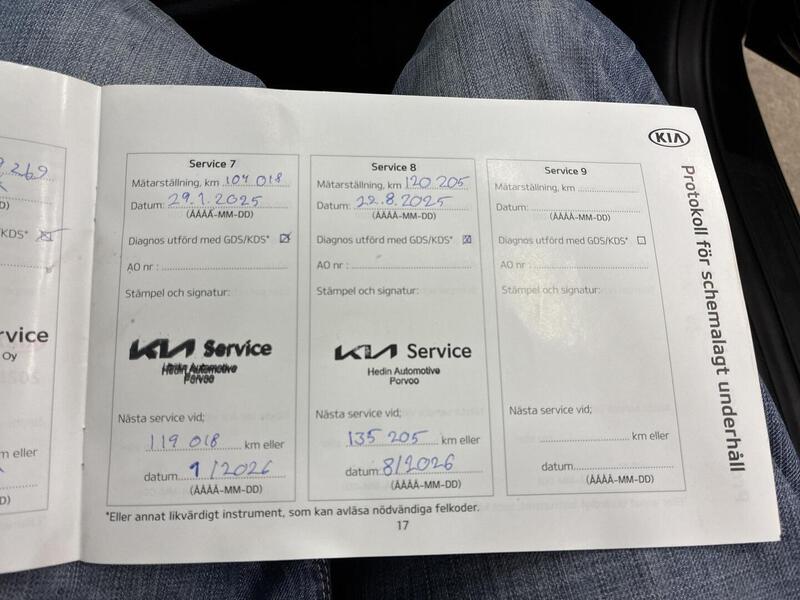 9,269
D)
KDS*
rvice
Oy
m eller
D)
KIA
Protokoll för schemalagt underhåll
Service 7
Mätarställning, km 104 018
Datum: 29.1.2025
(ÅÅÅÅ-MM-DD)
Diagnos utförd med GDS/KDS*
AO nr :
Stämpel och signatur:
KIA Service
Hedin Automotive
Porvoo
Nästa service vid;
119 018 km eller
datum 1/2026
(ÅÅÅÅ-MM-DD)
Service 8
Mätarställning, km 120 205
Datum: 22.8.2025
(ÅÅÅÅ-MM-DD)
Diagnos utförd med GDS/KDS*
AO nr :
Stämpel och signatur:
KIA Service
Hedin Automotive
Porvoo
Nästa service vid;
135 205 km eller
datum 8/2026
(ÅÅÅÅ-MM-DD)
Service 9
Mätarställning, km
Datum:
(ÅÅÅÅ-MM-DD)
Diagnos utförd med GDS/KDS*
AO nr :
Stämpel och signatur:
Nästa service vid;
km eller
datum
(ÅÅÅÅ-MM-DD)
*Eller annat likvärdigt instrument, som kan avläsa nödvändiga felkoder.
17